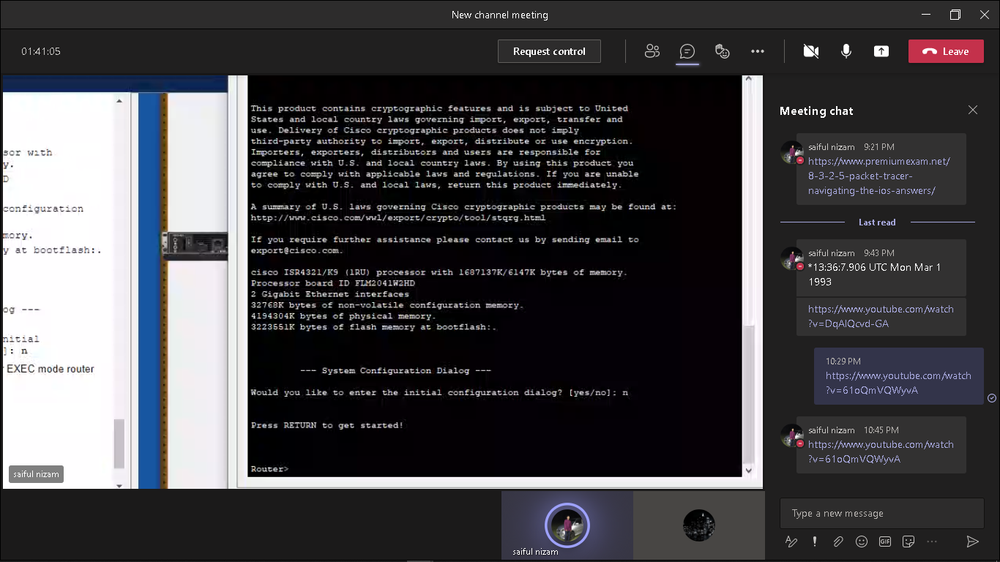 New channel meeting
01:41:05
Request control
Leave
sor with
y.
D
configuration
mory.
y at bootflash:.
og ---
nitial
]: n
EXEC mode router
saiful nizam
This product contains cryptographic features and is subject to United
States and local country laws governing import, export, transfer and
use. Delivery of Cisco cryptographic products does not imply
third-party authority to import, export, distribute or use encryption.
Importers, exporters, distributors and users are responsible for
compliance with U.S. and local country laws. By using this product you
agree to comply with applicable laws and regulations. If you are unable
to comply with U.S. and local laws, return this product immediately.
A summary of U.S. laws governing Cisco cryptographic products may be found at:
http://www.cisco.com/wwl/export/crypto/tool/stqrg.html
If you require further assistance please contact us by sending email to
export@cisco.com.
cisco ISR4321/K9 (1RU) processor with 1687137K/6147K bytes of memory.
Processor board ID FLM2041W2HD
2 Gigabit Ethernet interfaces
32768K bytes of non-volatile configuration memory.
4194304K bytes of physical memory.
3223551K bytes of flash memory at bootflash:.
--- System Configuration Dialog ---
Would you like to enter the initial configuration dialog? [yes/no]: n
Press RETURN to get started!
Router>
saiful nizam
Meeting chat
saiful nizam 9:21 PM
https://www.premiumexam.net/
8-3-2-5-packet-tracer-
navigating-the-ios-answers/
Last read
saiful nizam 9:43 PM
*13:36:7.906 UTC Mon Mar 1
1993
https://www.youtube.com/watch
?v=DqAlQcvd-GA
10:29 PM
https://www.youtube.com/watch
?v=61oQmVQWyvA
saiful nizam 10:45 PM
https://www.youtube.com/watch
?v=61oQmVQWyvA
Type a new message
GIF